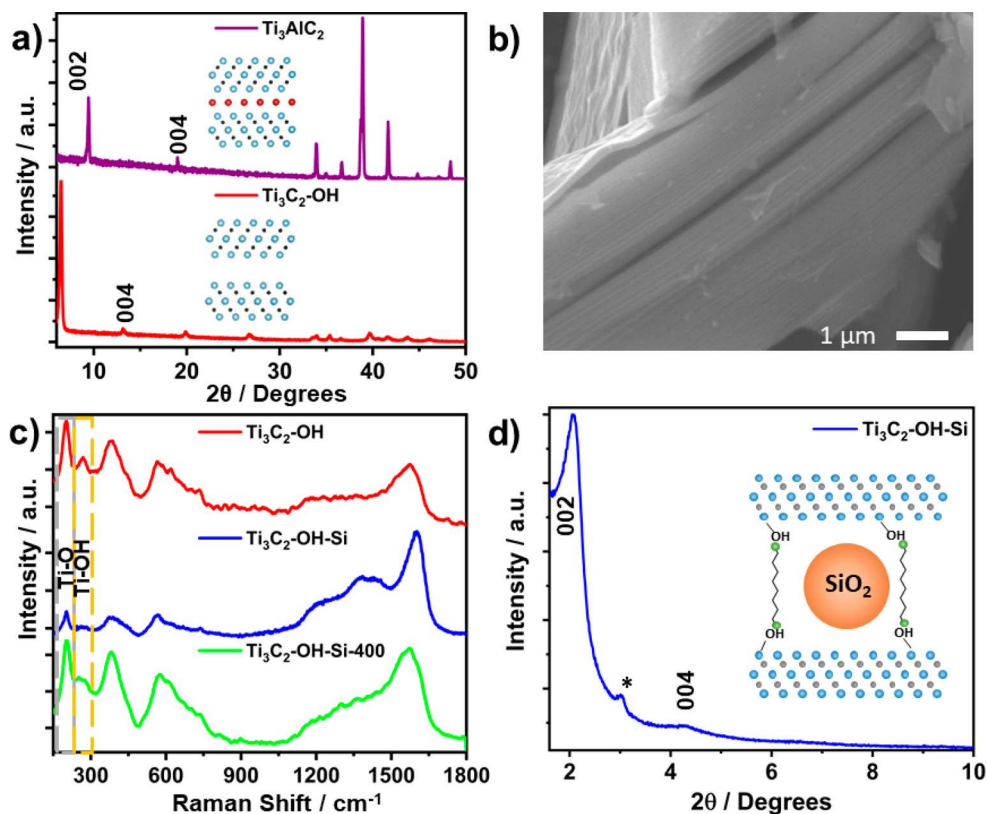 a)
Ti₃AlC₂
002
004
Ti₃C₂-OH
004
Intensity / a.u.
10 20 30 40 50
2θ / Degrees
b)
1 µm
c)
Ti₃C₂-OH
Ti₃C₂-OH-Si
Ti₃C₂-OH-Si-400
Ti-O
Ti-OH
Intensity / a.u.
300 600 900 1200 1500 1800
Raman Shift / cm⁻¹
d)
Ti₃C₂-OH-Si
002
*
004
OH
OH
SiO₂
OH
OH
Intensity / a.u.
2 4 6 8 10
2θ / Degrees